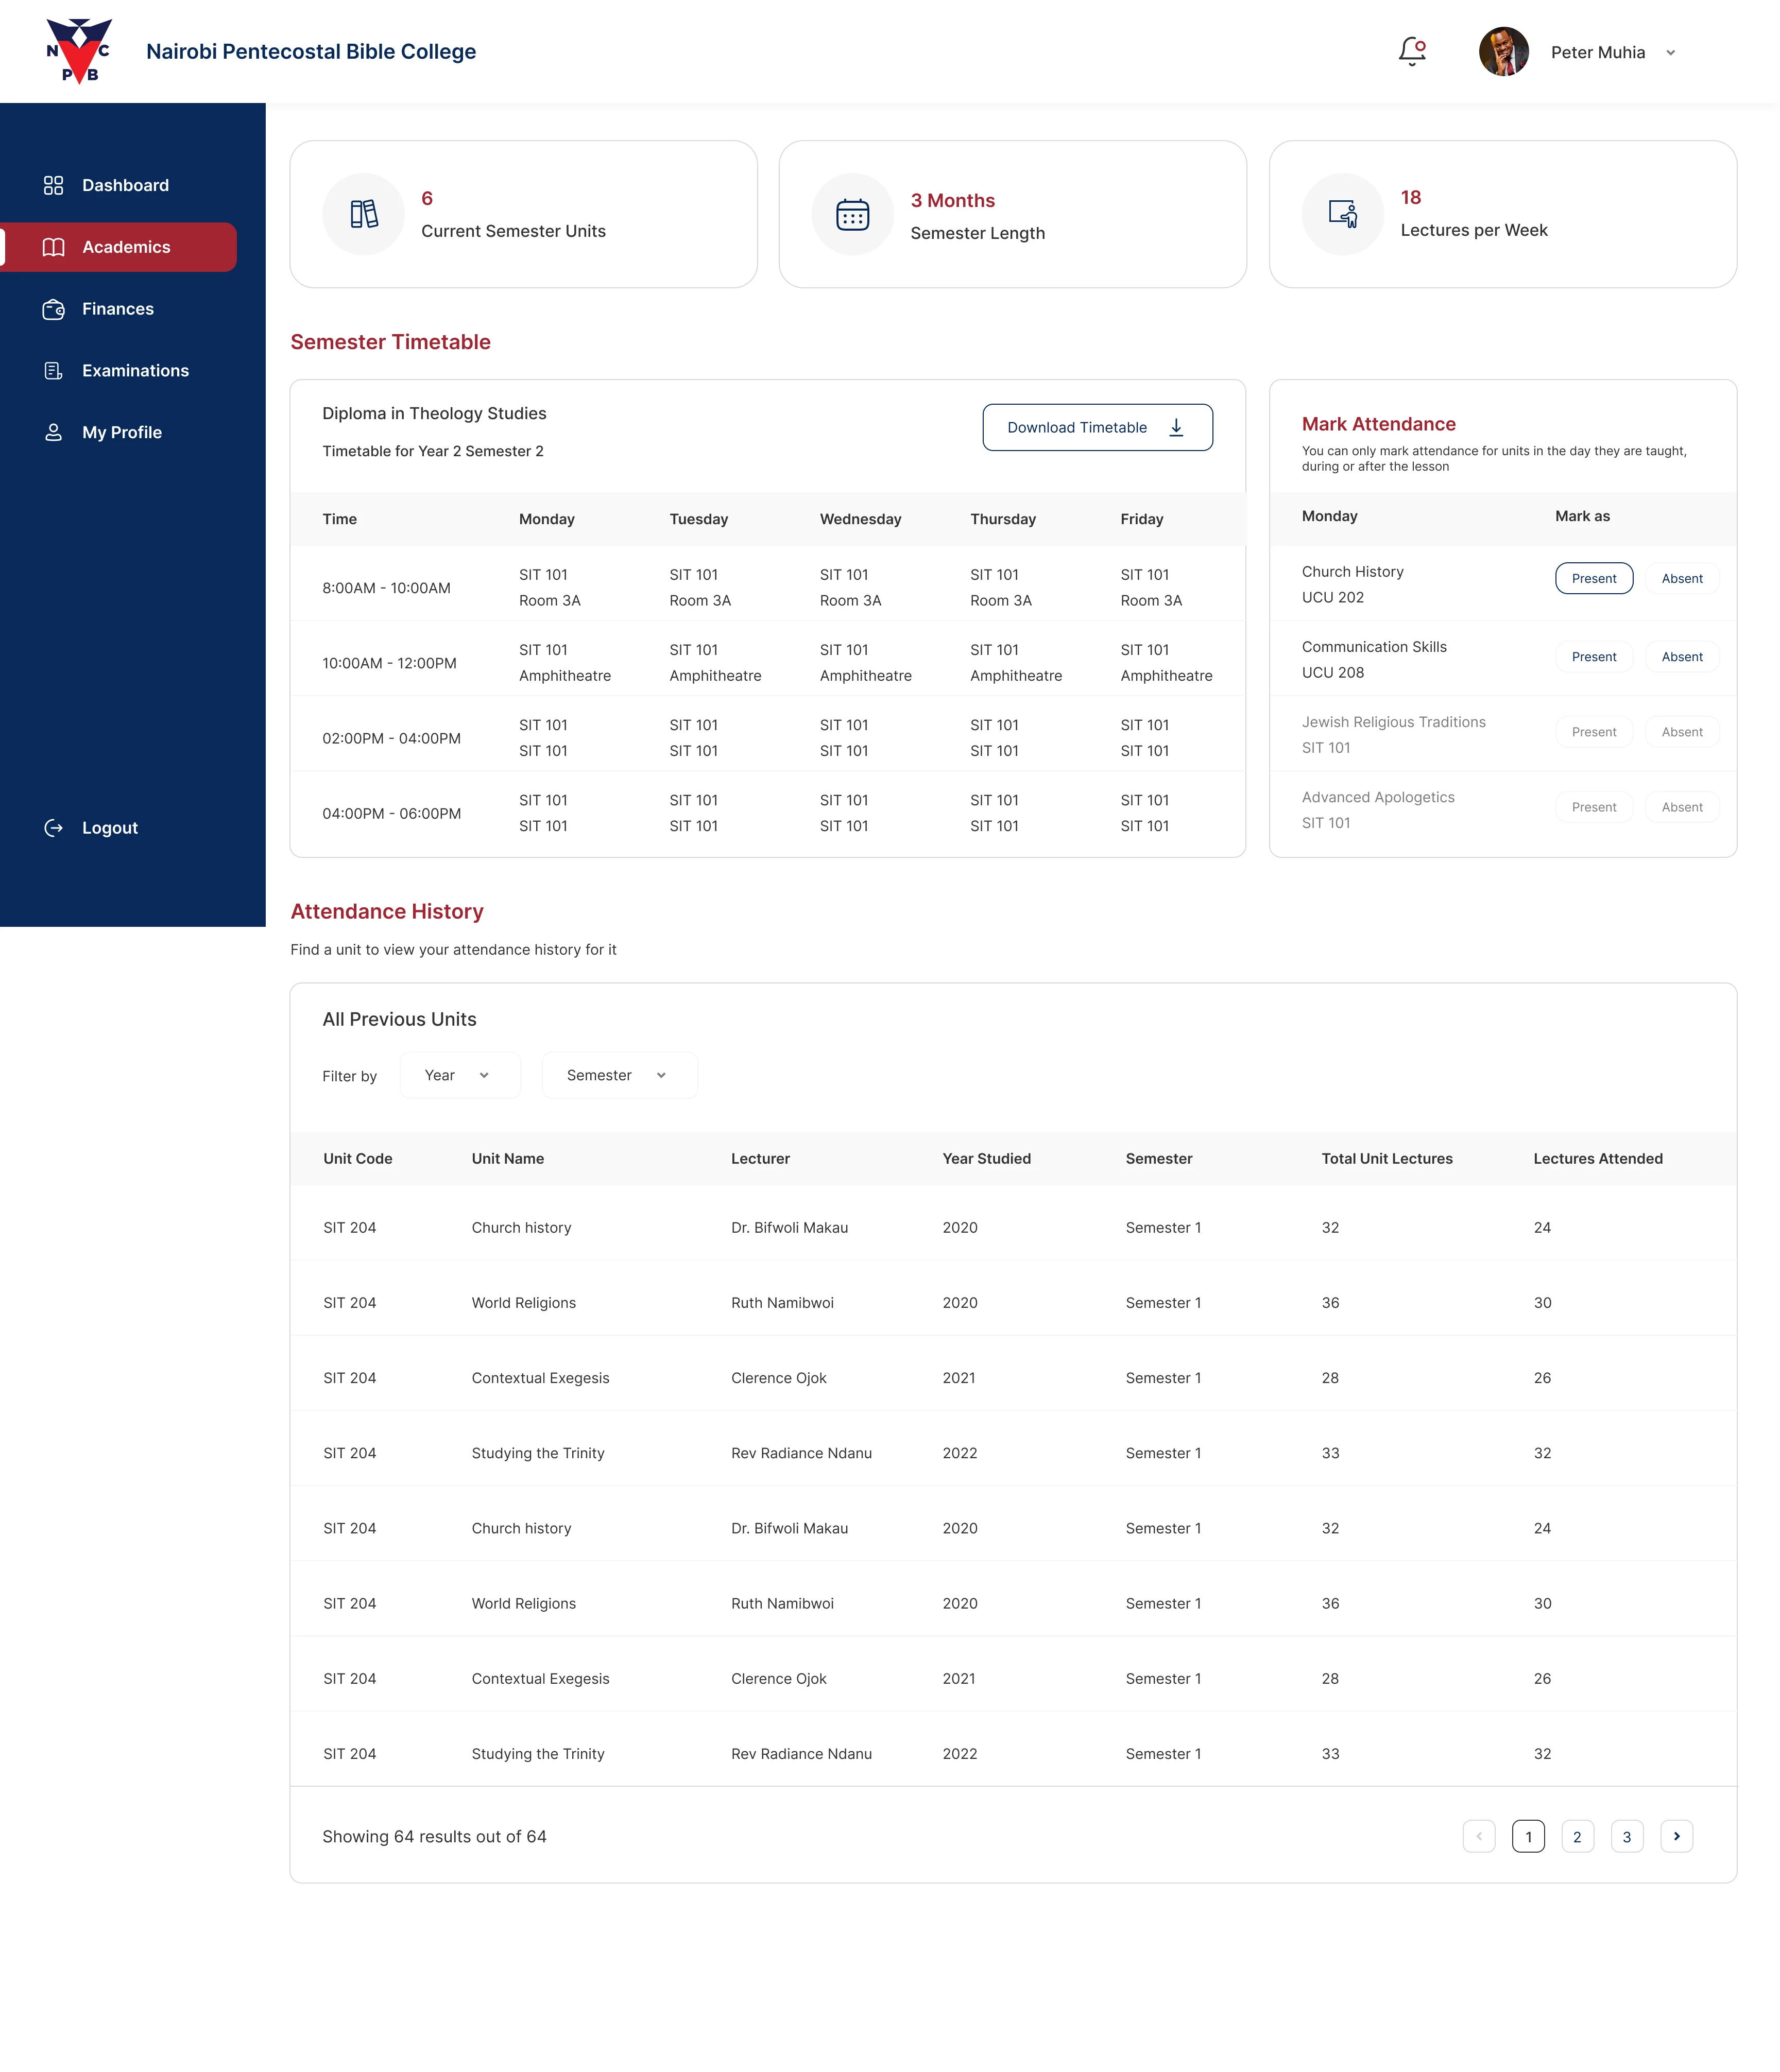 N C
P B
Nairobi Pentecostal Bible College
Peter Muhia
Dashboard
Academics
Finances
Examinations
My Profile
Logout
6
Current Semester Units
3 Months
Semester Length
18
Lectures per Week
Semester Timetable
Diploma in Theology Studies
Timetable for Year 2 Semester 2
Download Timetable
Time Monday Tuesday Wednesday Thursday Friday
8:00AM - 10:00AM
SIT 101 SIT 101 SIT 101 SIT 101 SIT 101
Room 3A Room 3A Room 3A Room 3A Room 3A
10:00AM - 12:00PM
SIT 101 SIT 101 SIT 101 SIT 101 SIT 101
Amphitheatre Amphitheatre Amphitheatre Amphitheatre Amphitheatre
02:00PM - 04:00PM
SIT 101 SIT 101 SIT 101 SIT 101 SIT 101
SIT 101 SIT 101 SIT 101 SIT 101 SIT 101
04:00PM - 06:00PM
SIT 101 SIT 101 SIT 101 SIT 101 SIT 101
SIT 101 SIT 101 SIT 101 SIT 101 SIT 101
Mark Attendance
You can only mark attendance for units in the day they are taught,
during or after the lesson
Monday Mark as
Church History
UCU 202
Present Absent
Communication Skills
UCU 208
Present Absent
Jewish Religious Traditions
SIT 101
Present Absent
Advanced Apologetics
SIT 101
Present Absent
Attendance History
Find a unit to view your attendance history for it
All Previous Units
Filter by Year Semester
Unit Code Unit Name Lecturer Year Studied Semester Total Unit Lectures Lectures Attended
SIT 204 Church history Dr. Bifwoli Makau 2020 Semester 1 32 24
SIT 204 World Religions Ruth Namibwoi 2020 Semester 1 36 30
SIT 204 Contextual Exegesis Clerence Ojok 2021 Semester 1 28 26
SIT 204 Studying the Trinity Rev Radiance Ndanu 2022 Semester 1 33 32
SIT 204 Church history Dr. Bifwoli Makau 2020 Semester 1 32 24
SIT 204 World Religions Ruth Namibwoi 2020 Semester 1 36 30
SIT 204 Contextual Exegesis Clerence Ojok 2021 Semester 1 28 26
SIT 204 Studying the Trinity Rev Radiance Ndanu 2022 Semester 1 33 32
Showing 64 results out of 64
1 2 3